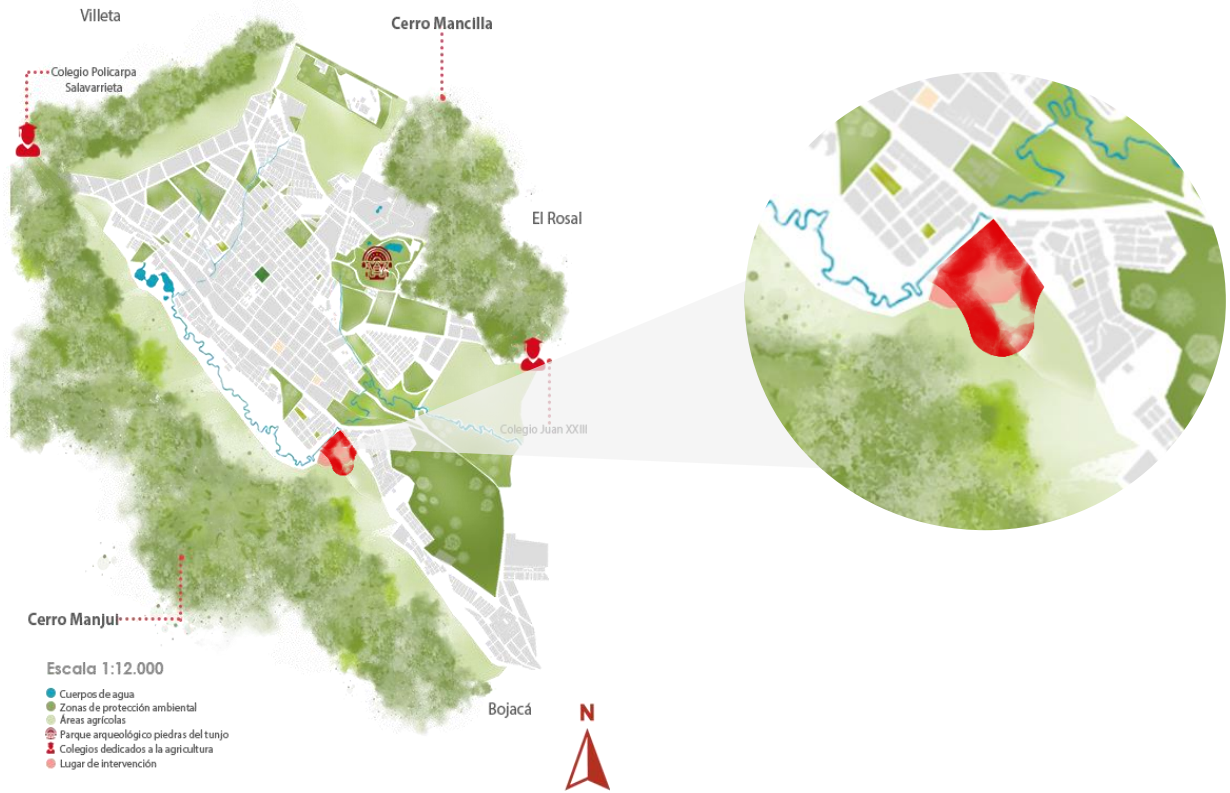 Villeta
Cerro Mancilla
Colegio Policarpa
Salavarrieta
El Rosal
Colegio Juan XXIII
Cerro Manjui
Escala 1:12.000
Cuerpos de agua
Zonas de protección ambiental
Áreas agrícolas
Parque arqueológico piedras del tunjo
Colegios dedicados a la agricultura
Lugar de intervención
Bojacá
N